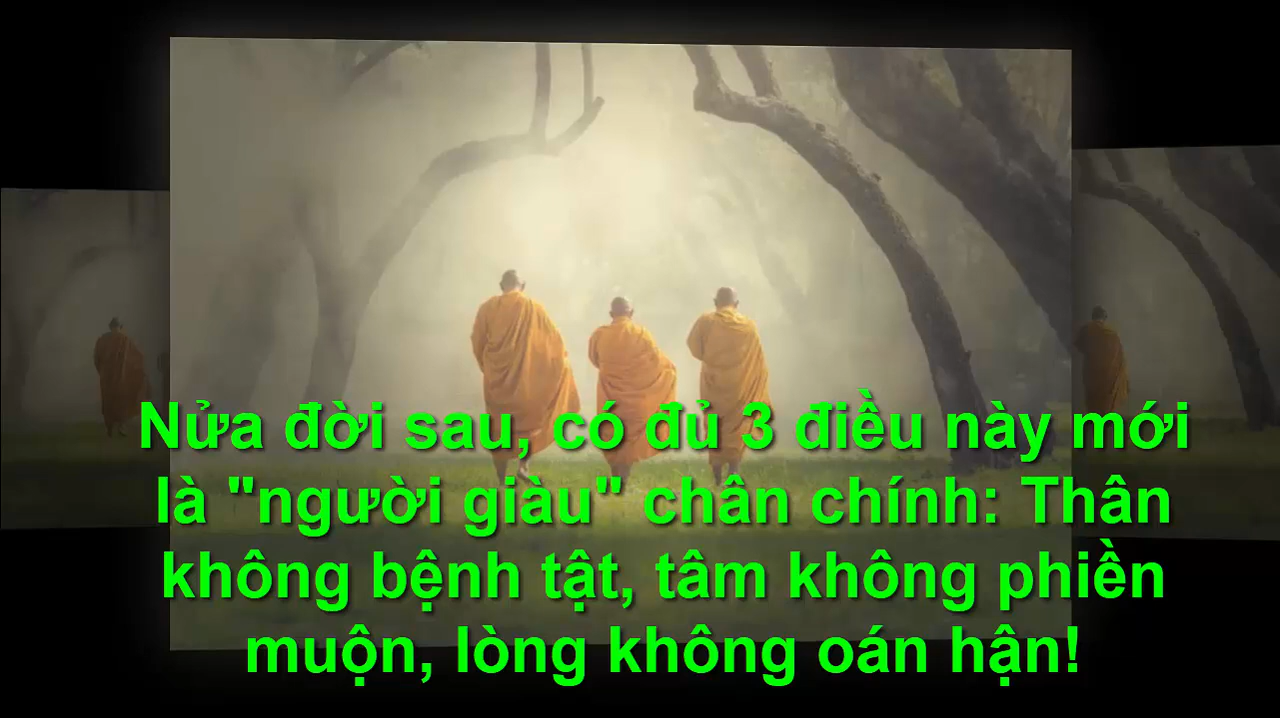 Nửa đời sau, có đủ 3 điều này mới
là "người giàu" chân chính: Thân
không bệnh tật, tâm không phiền
muộn, lòng không oán hận!